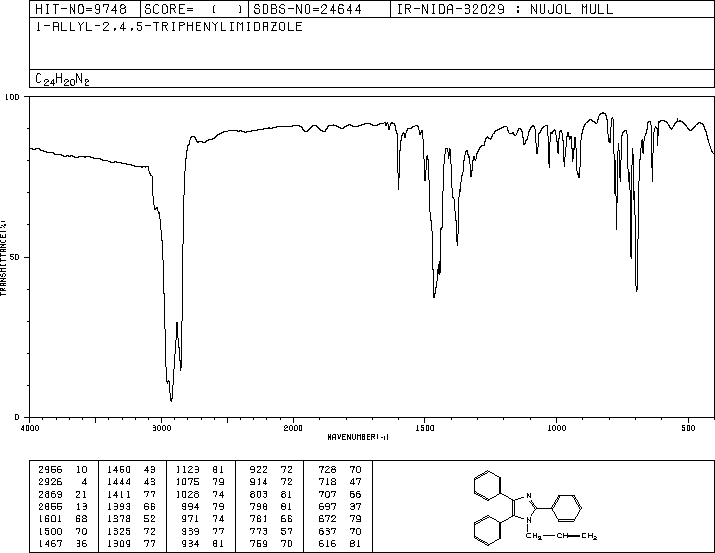 HIT-NO=9748 SCORE= ( ) SDBS-NO=24644 IR-NIDA-32029 : NUJOL MULL
1-ALLYL-2,4,5-TRIPHENYLIMIDAZOLE
C24H20N2
100
50
0
TRANSMITTANCE(%)
4000 3000 2000 1500 1000 500
WAVENUMBER(-1)
2956 10 1460 43 1123 81 922 72 728 70
2926 4 1444 43 1075 79 914 72 718 47
2869 21 1411 77 1028 74 803 81 707 66
2855 13 1393 66 994 79 798 81 697 37
1601 68 1378 52 971 74 781 66 672 79
1500 70 1325 72 939 77 773 57 637 70
1467 36 1309 77 934 81 769 70 616 81
N
N
CH2 CH CH2